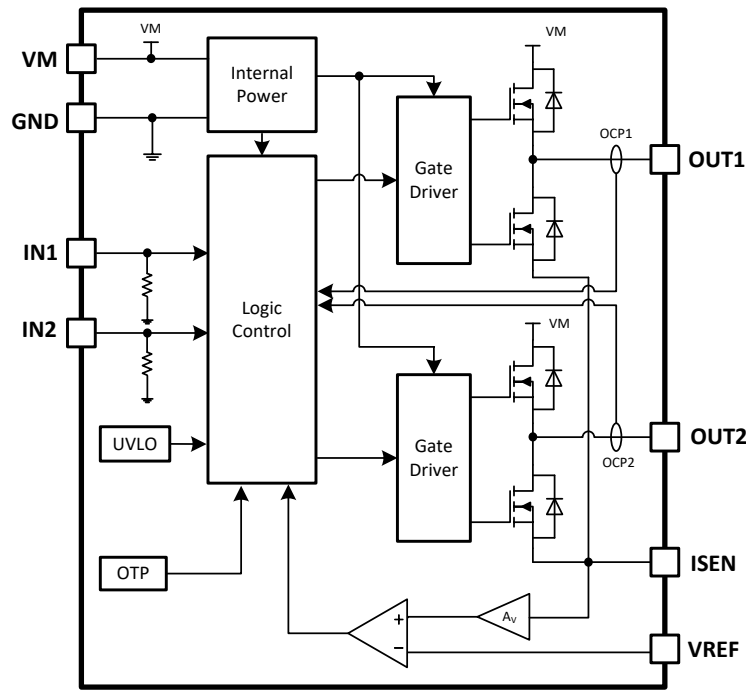 VM
VM
Internal
Power
VM
GND
Gate
Driver
OCP1
OUT1
IN1
Logic
Control
IN2
VM
UVLO
Gate
Driver
OUT2
OCP2
OTP
ISEN
+
Av
−
VREF